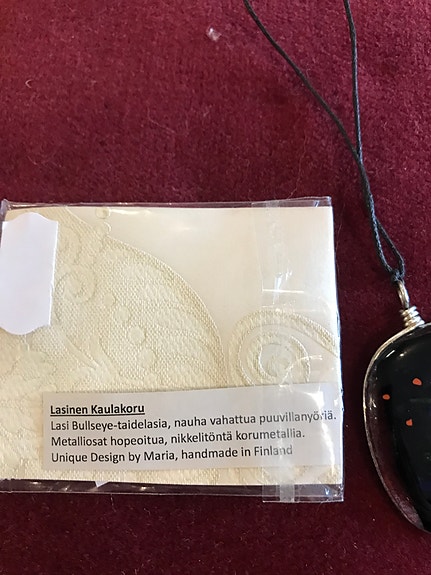 Lasinen Kaulakoru
Lasi Bullseye-taidelasia, nauha vahattua puuvillanyöriä.
Metalliosat hopeoitua, nikkelitöntä korumetallia.
Unique Design by Maria, handmade in Finland